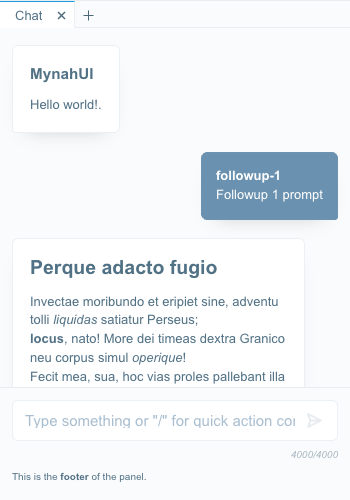 Chat
MynahUI
Hello world!.
followup-1
Followup 1 prompt
Perque adacto fugio
Invectae moribundo et eripiet sine, adventu
tolli liquidas satiatur Perseus;
locus, nato! More dei timeas dextra Granico
neu corpus simul operique!
Fecit mea, sua, hoc vias proles pallebant illa
Type something or "/" for quick action
4000/4000
This is the footer of the panel.